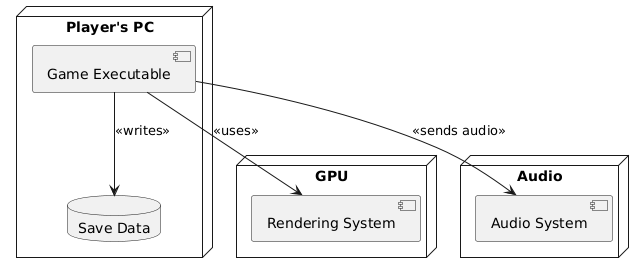 Player's PC
Game Executable
«writes»
«uses»
«sends audio»
GPU
Audio
Rendering System
Audio System
Save Data